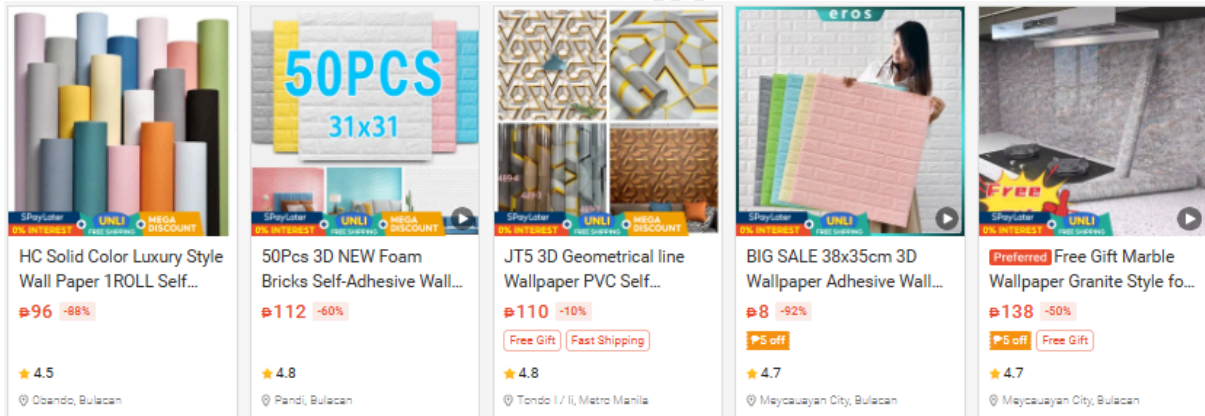 HC Solid Color Luxury Style
Wall Paper 1ROLL Self...
₱96 -88%
4.5
Obando, Bulacan
SPayLater
0% INTEREST
UNLI
FREE SHIPPING
MEGA
DISCOUNT
50PCS
31x31
SPayLater
0% INTEREST
UNLI
FREE SHIPPING
MEGA
DISCOUNT
50Pcs 3D NEW Foam
Bricks Self-Adhesive Wall...
₱112 -60%
4.8
Pandi, Bulacan
SPayLater
0% INTEREST
UNLI
FREE SHIPPING
MEGA
DISCOUNT
JT5 3D Geometrical line
Wallpaper PVC Self...
₱110 -10%
Free Gift Fast Shipping
4.8
Tondo I / Ii, Metro Manila
eros
SPayLater
0% INTEREST
UNLI
FREE SHIPPING
BIG SALE 38x35cm 3D
Wallpaper Adhesive Wall...
₱8 -92%
₱5 off
4.7
Meycauayan City, Bulacan
Free
SPayLater
0% INTEREST
UNLI
FREE SHIPPING
Preferred Free Gift Marble
Wallpaper Granite Style fo...
₱138 -50%
₱5 off Free Gift
4.7
Meycauayan City, Bulacan